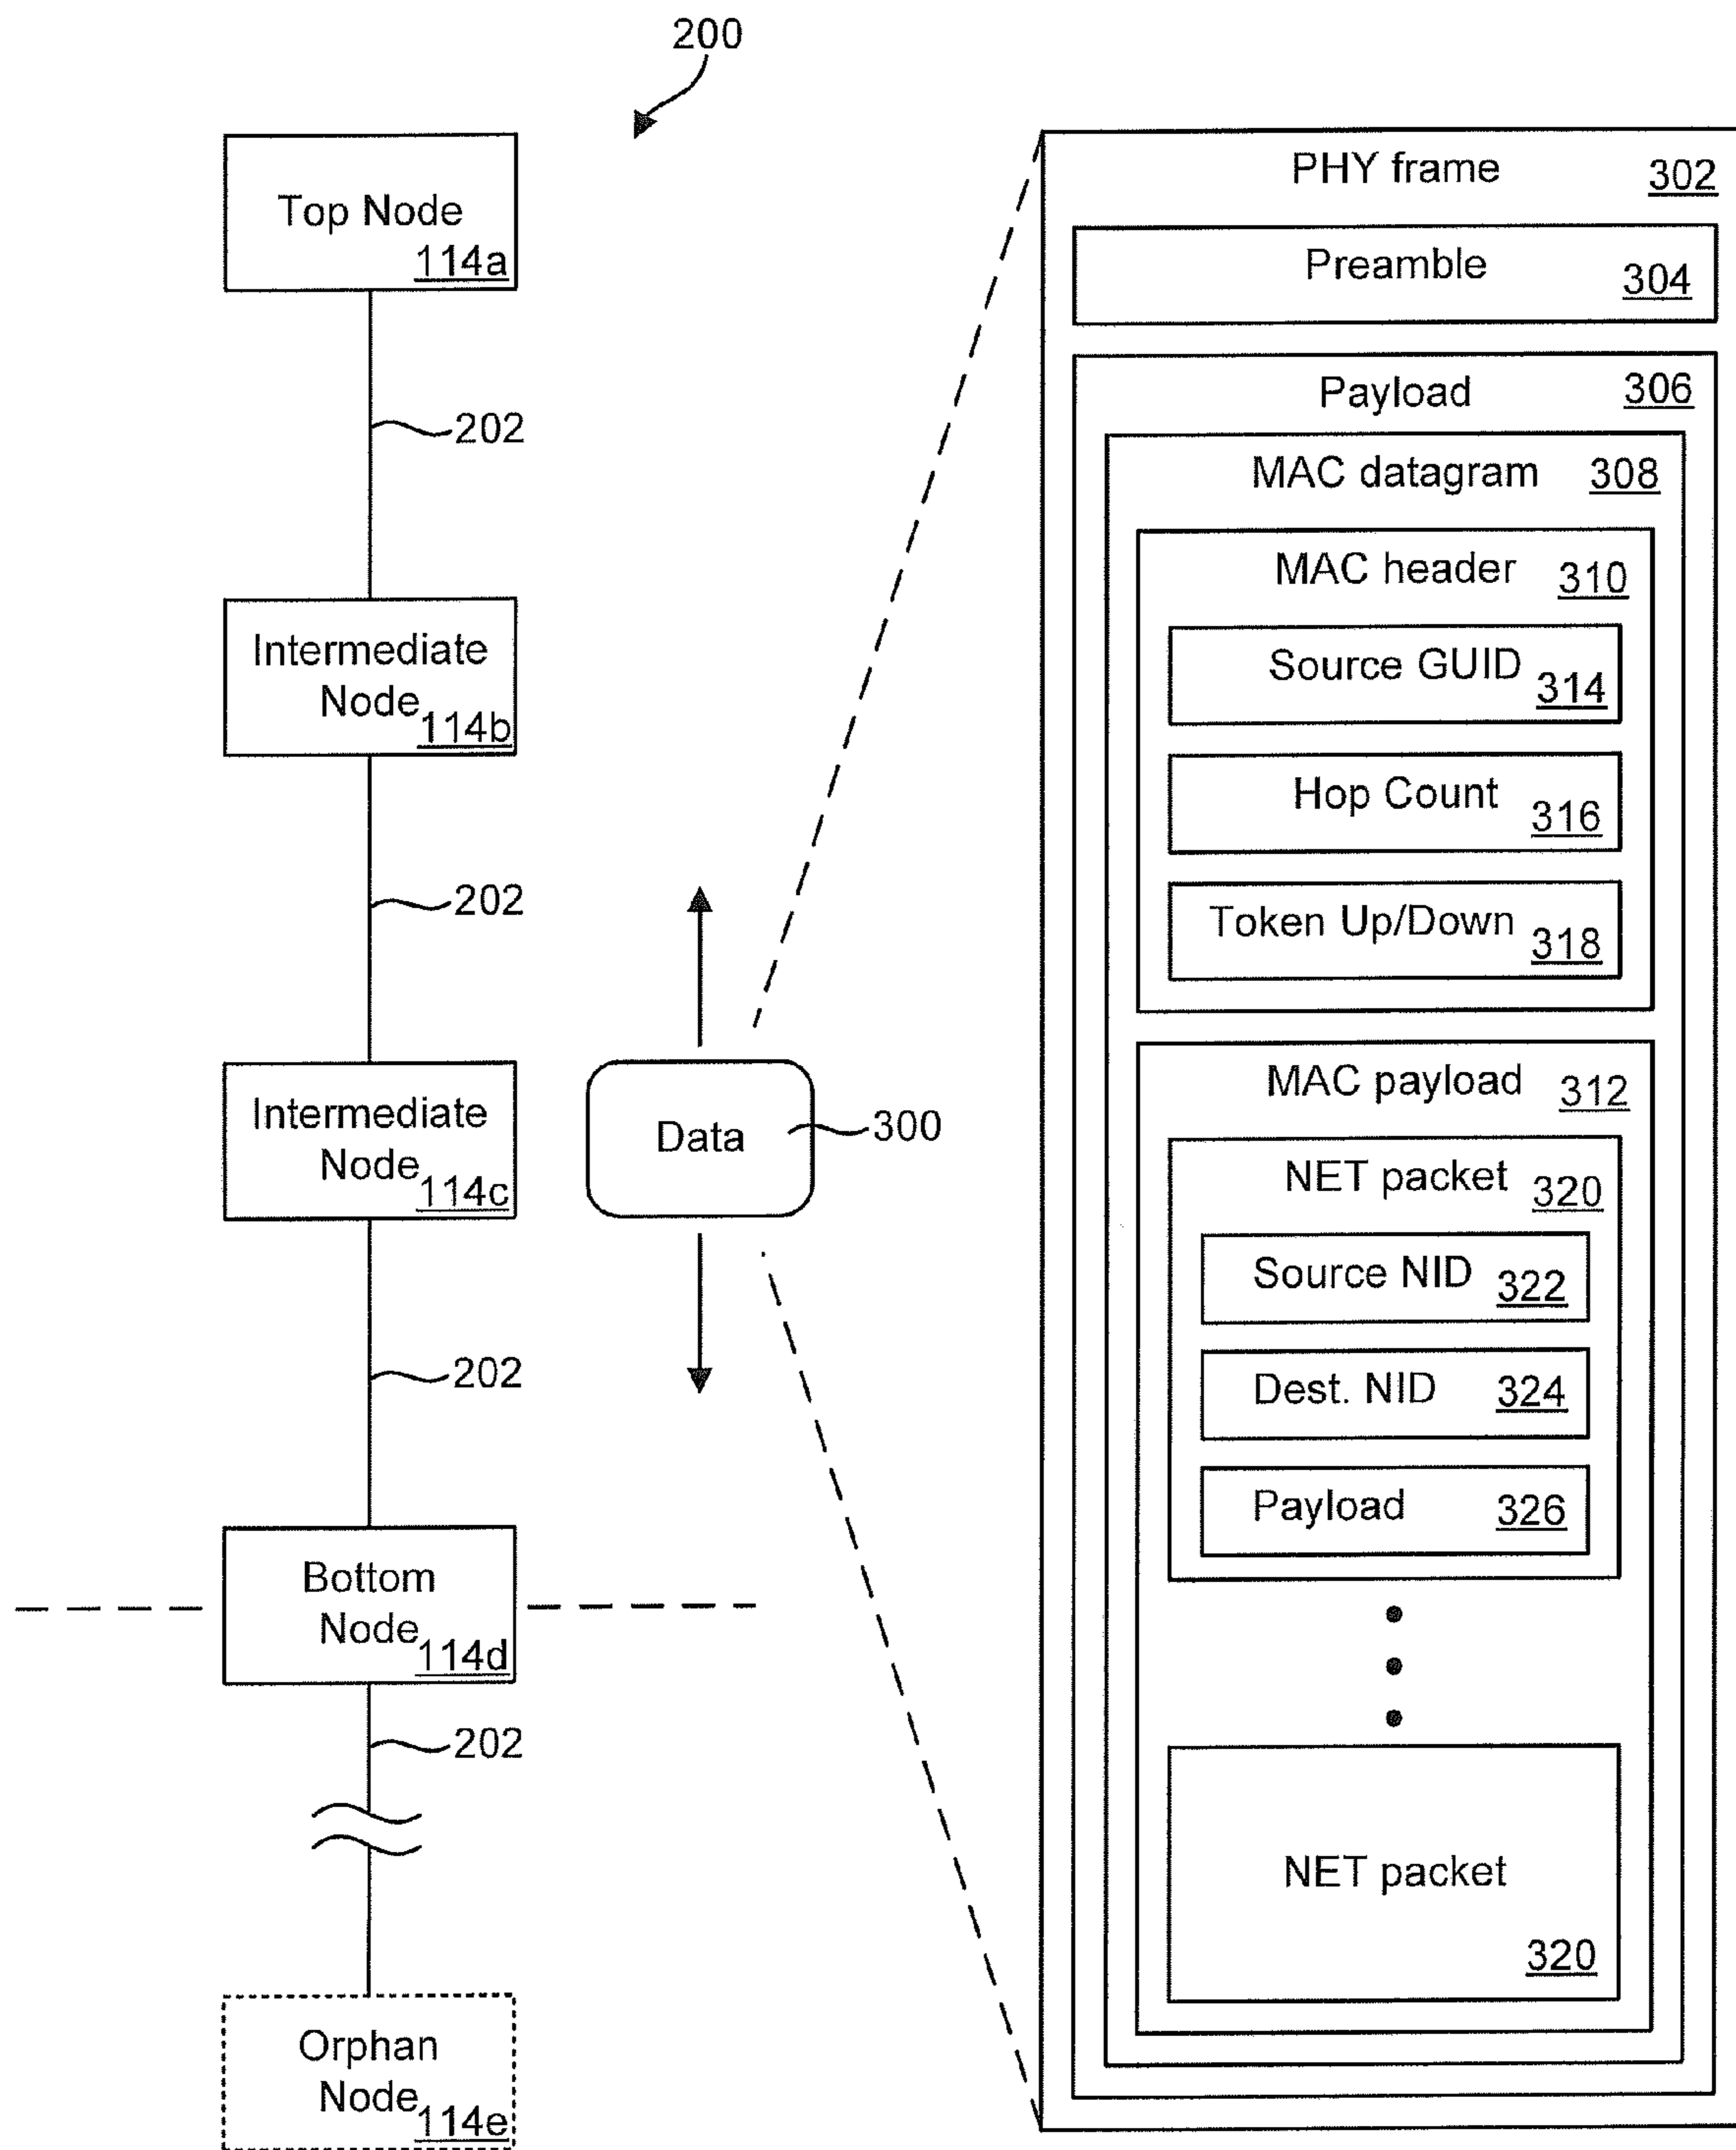 200
Top Node
114a
202
Intermediate
Node
114b
202
Intermediate
Node
114c
202
Bottom
Node
114d
202
Orphan
Node
114e
Data
300
PHY frame 302
Preamble 304
Payload 306
MAC datagram 308
MAC header 310
Source GUID 314
Hop Count 316
Token Up/Down 318
MAC payload 312
NET packet 320
Source NID 322
Dest. NID 324
Payload 326
NET packet
320